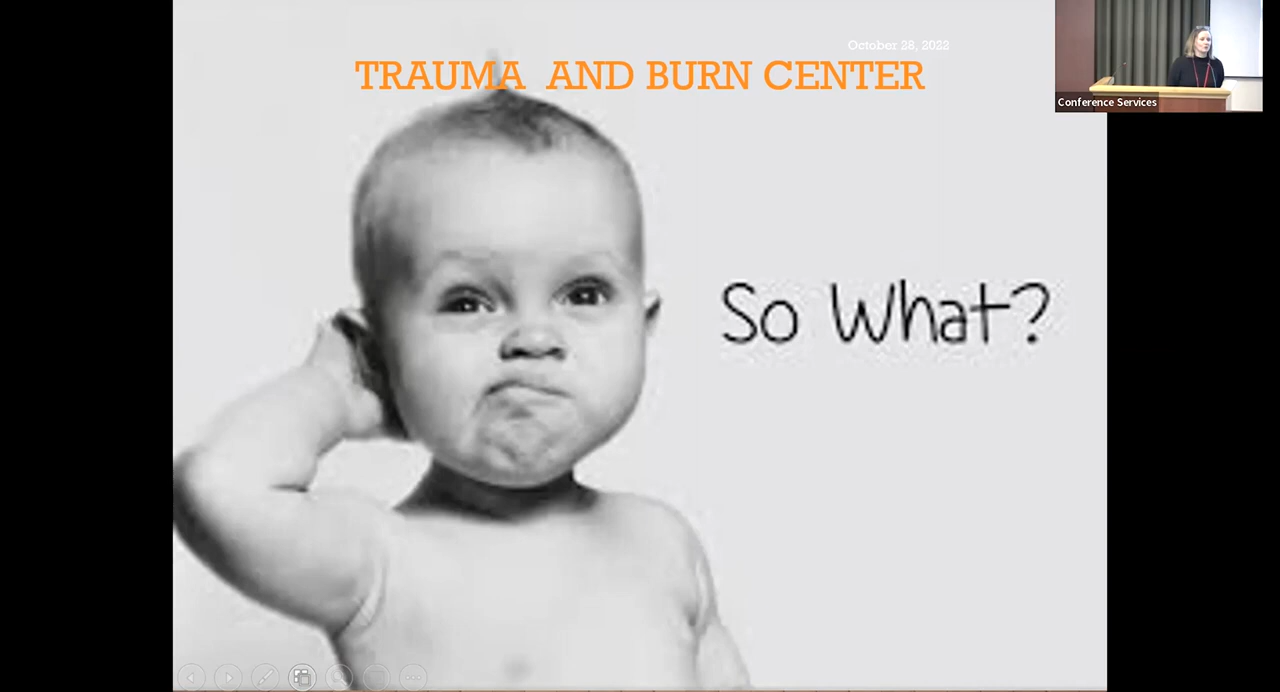 October 28, 2022
TRAUMA AND BURN CENTER
Conference Services
So What?